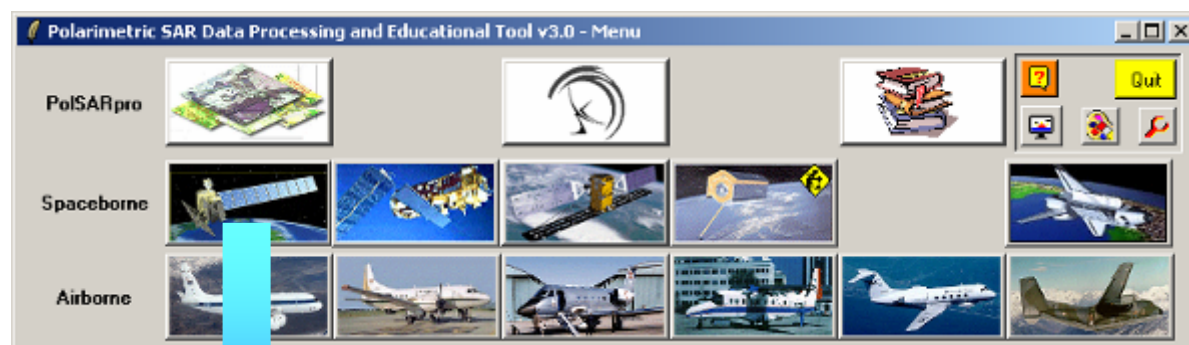 Polarimetric SAR Data Processing and Educational Tool v3.0 - Menu
PolSARpro
?
Quit
Spaceborne
Airborne